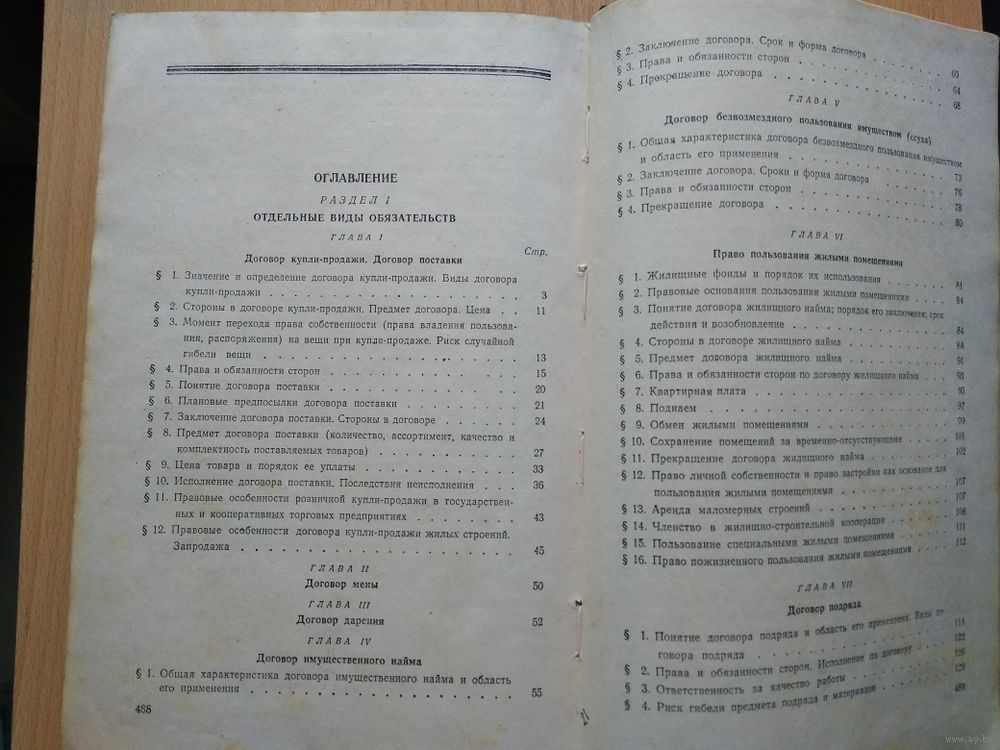 ОГЛАВЛЕНИЕ
РАЗДЕЛ I
ОТДЕЛЬНЫЕ ВИДЫ ОБЯЗАТЕЛЬСТВ
ГЛАВА I
Договор купли-продажи. Договор поставки
Стр.
§ 1. Значение и определение договора купли-продажи. Виды договора
купли-продажи . . . . . . . . . . . . . . . . . 3
§ 2. Стороны в договоре купли-продажи. Предмет договора. Цена . . 11
§ 3. Момент перехода права собственности (права владения пользова-
ния, распоряжения) на вещи при купле-продаже. Риск случайной
гибели вещи . . . . . . . . . . . . . . . . . 13
§ 4. Права и обязанности сторон . . . . . . . . . . . . 15
§ 5. Понятие договора поставки . . . . . . . . . . . . 20
§ 6. Плановые предпосылки договора поставки . . . . . . . 21
§ 7. Заключение договора поставки. Стороны в договоре . . . . 24
§ 8. Предмет договора поставки (количество, ассортимент, качество и
комплектность поставляемых товаров) . . . . . . . . . 27
§ 9. Цена товара и порядок ее уплаты . . . . . . . . . . 33
§ 10. Исполнение договора поставки. Последствия неисполнения . . . 36
§ 11. Правовые особенности розничной купли-продажи в государствен-
ных и кооперативных торговых предприятиях . . . . . . . 43
§ 12. Правовые особенности договора купли-продажи жилых строений.
Запродажа . . . . . . . . . . . . . . . . . . 45
ГЛАВА II
Договор мены 50
ГЛАВА III
Договор дарения 52
ГЛАВА IV
Договор имущественного найма
§ 1. Общая характеристика договора имущественного найма и область
его применения . . . . . . . . . . . . . . . . 55
488
§ 2. Заключение договора. Срок и форма договора . . . . . 60
§ 3. Права и обязанности сторон . . . . . . . . . . . 64
§ 4. Прекращение договора . . . . . . . . . . . . . 68
ГЛАВА V
Договор безвозмездного пользования имуществом (ссуда)
§ 1. Общая характеристика договора безвозмездного пользования имуществом
и область его применения . . . . . . . . . . . . 73
§ 2. Заключение договора. Сроки и форма договора . . . . . 76
§ 3. Права и обязанности сторон . . . . . . . . . . . 78
§ 4. Прекращение договора . . . . . . . . . . . . . 80
ГЛАВА VI
Право пользования жилыми помещениями
§ 1. Жилищные фонды и порядок их использования . . . . . 81
§ 2. Правовые основания пользования жилыми помещениями . . . 84
§ 3. Понятие договора жилищного найма; порядок его заключения; срок
действия и возобновление . . . . . . . . . . . . 84
§ 4. Стороны в договоре жилищного найма . . . . . . . . 88
§ 5. Предмет договора жилищного найма . . . . . . . . . 91
§ 6. Права и обязанности сторон по договору жилищного найма . . . 93
§ 7. Квартирная плата . . . . . . . . . . . . . . . 95
§ 8. Поднаем . . . . . . . . . . . . . . . . . . 97
§ 9. Обмен жилыми помещениями . . . . . . . . . . . 99
§ 10. Сохранение помещений за временно-отсутствующими . . . . 101
§ 11. Прекращение договора жилищного найма . . . . . . . 102
§ 12. Право личной собственности и право застройки как основание для
пользования жилыми помещениями . . . . . . . . . . 107
§ 13. Аренда маломерных строений . . . . . . . . . . . 107
§ 14. Членство в жилищно-строительной кооперации . . . . . . 108
§ 15. Пользование специальными жилыми помещениями . . . . . 111
§ 16. Право пожизненного пользования жилыми помещениями . . . 112
ГЛАВА VII
Договор подряда
§ 1. Понятие договора подряда и область его применения. Виды до-
говора подряда . . . . . . . . . . . . . . . . 114
§ 2. Права и обязанности сторон. Исполнение по договору . . . . 122
§ 3. Ответственность за качество работы . . . . . . . . . 126
§ 4. Риск гибели предмета подряда и материалов . . . . . . 129
489
21
www.ay.by